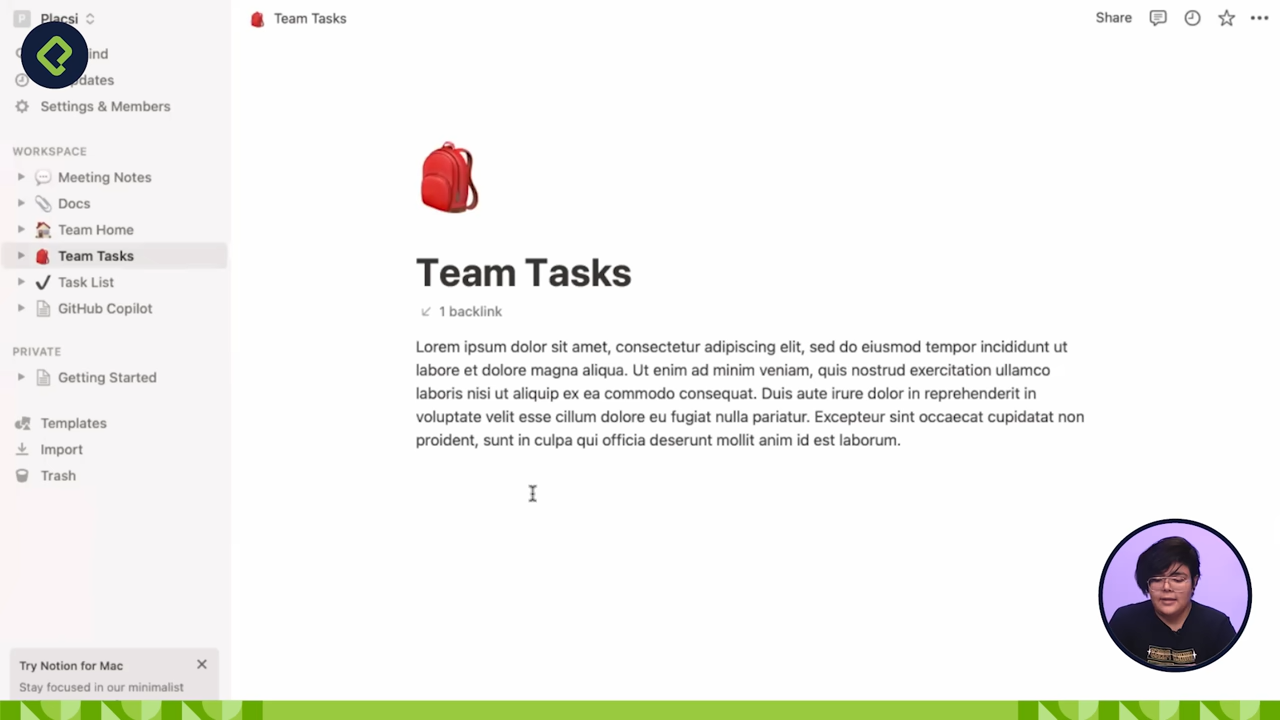 Placsi
Updates
Settings & Members
WORKSPACE
Meeting Notes
Docs
Team Home
Team Tasks
Task List
GitHub Copilot
PRIVATE
Getting Started
Templates
Import
Trash
Try Notion for Mac
Stay focused in our minimalist
Team Tasks
Share
Team Tasks
1 backlink
Lorem ipsum dolor sit amet, consectetur adipiscing elit, sed do eiusmod tempor incididunt ut
labore et dolore magna aliqua. Ut enim ad minim veniam, quis nostrud exercitation ullamco
laboris nisi ut aliquip ex ea commodo consequat. Duis aute irure dolor in reprehenderit in
voluptate velit esse cillum dolore eu fugiat nulla pariatur. Excepteur sint occaecat cupidatat non
proident, sunt in culpa qui officia deserunt mollit anim id est laborum.